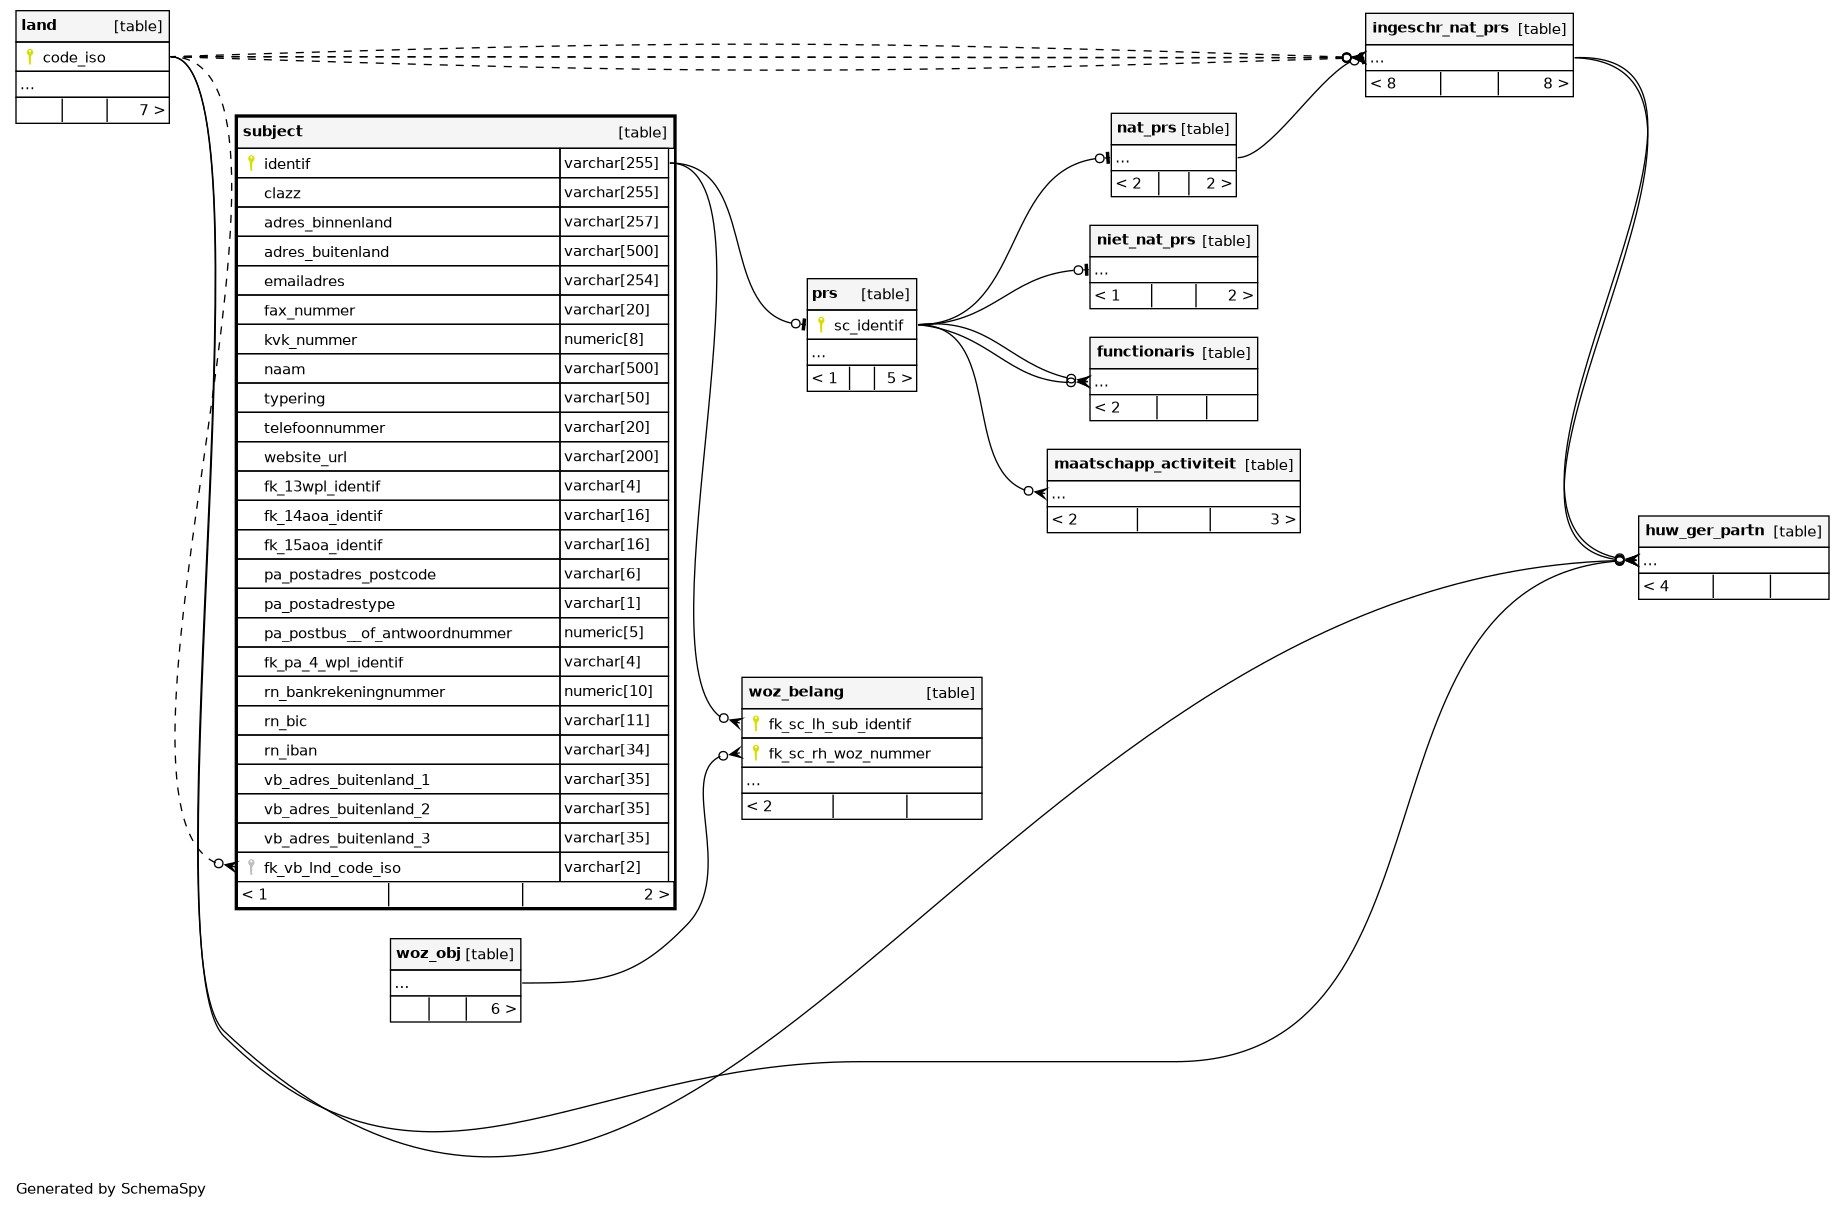 land [table]
code_iso
...
7 >
subject [table]
identif varchar[255]
clazz varchar[255]
adres_binnenland varchar[257]
adres_buitenland varchar[500]
emailadres varchar[254]
fax_nummer varchar[20]
kvk_nummer numeric[8]
naam varchar[500]
typering varchar[50]
telefoonnummer varchar[20]
website_url varchar[200]
fk_13wpl_identif varchar[4]
fk_14aoa_identif varchar[16]
fk_15aoa_identif varchar[16]
pa_postadres_postcode varchar[6]
pa_postadrestype varchar[1]
pa_postbus__of_antwoordnummer numeric[5]
fk_pa_4_wpl_identif varchar[4]
rn_bankrekeningnummer numeric[10]
rn_bic varchar[11]
rn_iban varchar[34]
vb_adres_buitenland_1 varchar[35]
vb_adres_buitenland_2 varchar[35]
vb_adres_buitenland_3 varchar[35]
fk_vb_lnd_code_iso varchar[2]
< 1 2 >
woz_obj [table]
...
6 >
prs [table]
sc_identif
...
< 1 5 >
woz_belang [table]
fk_sc_lh_sub_identif
fk_sc_rh_woz_nummer
...
< 2
nat_prs [table]
...
< 2 2 >
niet_nat_prs [table]
...
< 1 2 >
functionaris [table]
...
< 2
maatschapp_activiteit [table]
...
< 2 3 >
ingeschr_nat_prs [table]
...
< 8 8 >
huw_ger_partn [table]
...
< 4
Generated by SchemaSpy